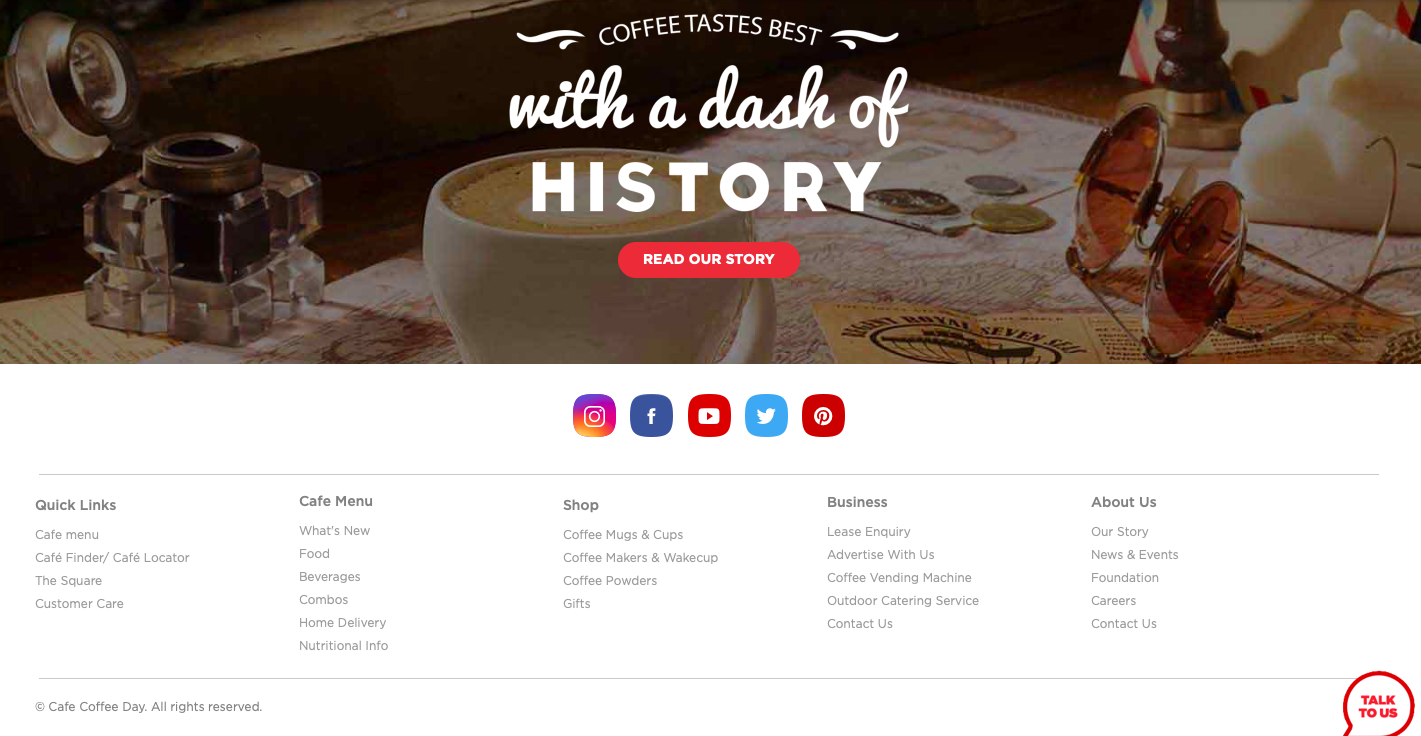 COFFEE TASTES BEST
with a dash of
HISTORY
READ OUR STORY
Quick Links
Cafe menu
Café Finder/ Café Locator
The Square
Customer Care
Cafe Menu
What's New
Food
Beverages
Combos
Home Delivery
Nutritional Info
Shop
Coffee Mugs & Cups
Coffee Makers & Wakecup
Coffee Powders
Gifts
Business
Lease Enquiry
Advertise With Us
Coffee Vending Machine
Outdoor Catering Service
Contact Us
About Us
Our Story
News & Events
Foundation
Careers
Contact Us
© Cafe Coffee Day. All rights reserved.
TALK
TO US